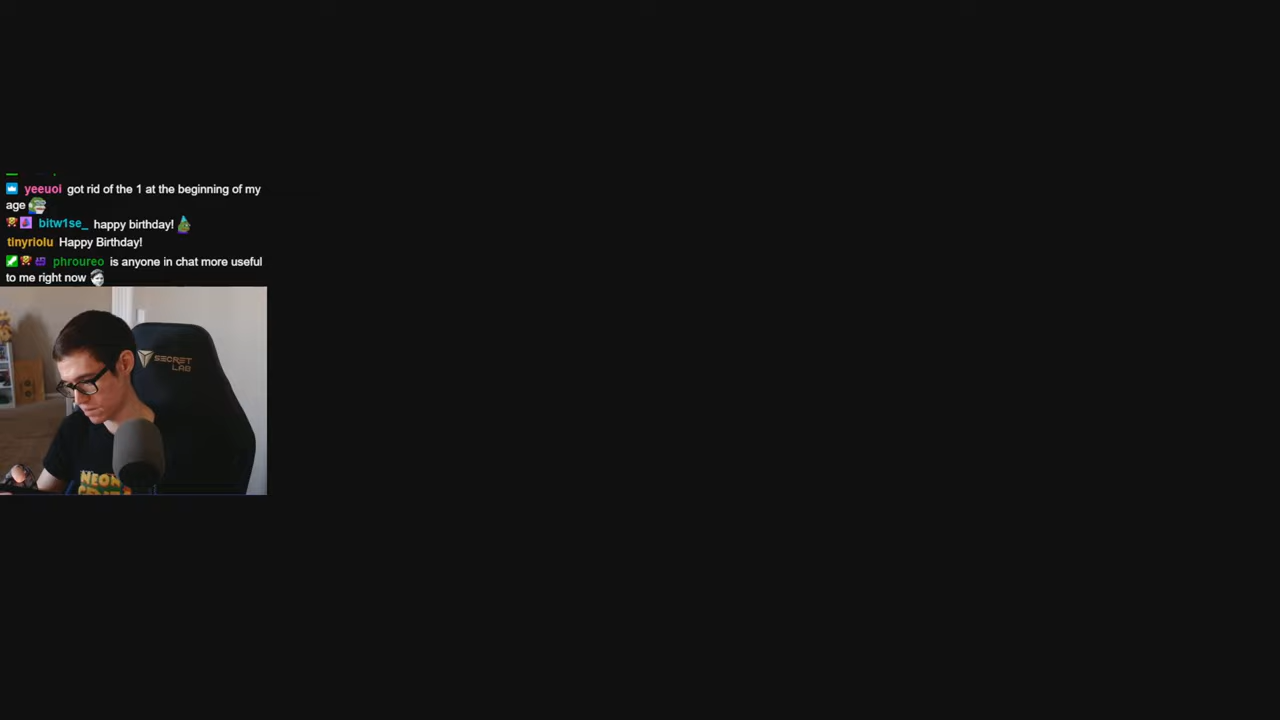 yeeuoi got rid of the 1 at the beginning of my
age
bitw1se_ happy birthday!
tinyriolu Happy Birthday!
phroureo is anyone in chat more useful
to me right now
SECRET
LAB
NEON